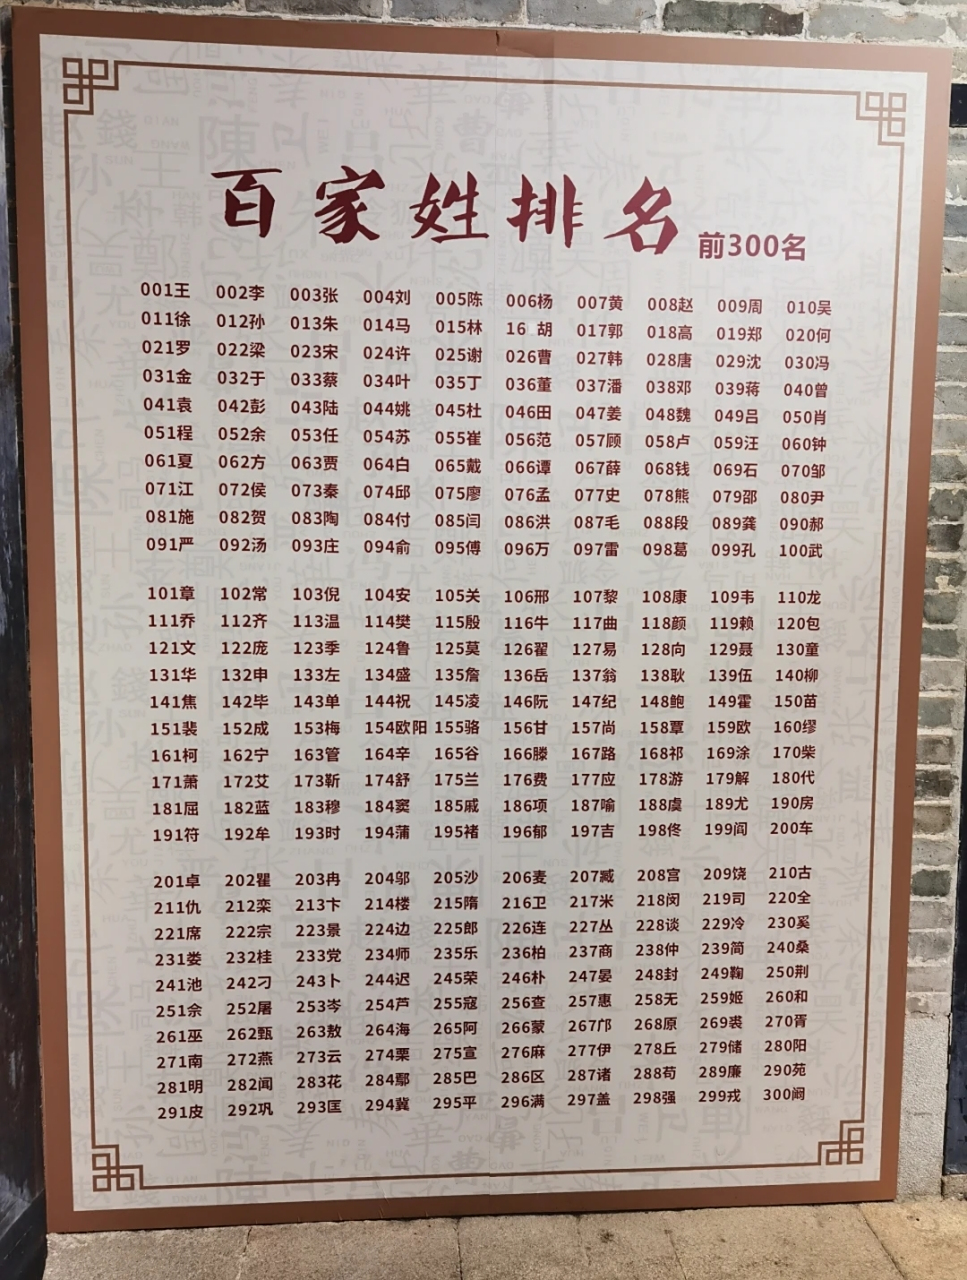 百家姓排名 前300名
001王 002李 003张 004刘 005陈 006杨 007黄 008赵 009周 010吴
011徐 012孙 013朱 014马 015林 16 胡 017郭 018高 019郑 020何
021罗 022梁 023宋 024许 025谢 026曹 027韩 028唐 029沈 030冯
031金 032于 033蔡 034叶 035丁 036董 037潘 038邓 039蒋 040曾
041袁 042彭 043陆 044姚 045杜 046田 047姜 048魏 049吕 050肖
051程 052余 053任 054苏 055崔 056范 057顾 058卢 059汪 060钟
061夏 062方 063贾 064白 065戴 066谭 067薛 068钱 069石 070邹
071江 072侯 073秦 074邱 075廖 076孟 077史 078熊 079邵 080尹
081施 082贺 083陶 084付 085闫 086洪 087毛 088段 089龚 090郝
091严 092汤 093庄 094俞 095傅 096万 097雷 098葛 099孔 100武
101章 102常 103倪 104安 105关 106邢 107黎 108康 109韦 110龙
111乔 112齐 113温 114樊 115殷 116牛 117曲 118颜 119赖 120包
121文 122庞 123季 124鲁 125莫 126翟 127易 128向 129聂 130童
131华 132申 133左 134盛 135詹 136岳 137翁 138耿 139伍 140柳
141焦 142毕 143单 144祝 145凌 146阮 147纪 148鲍 149霍 150苗
151裴 152成 153梅 154欧阳 155骆 156甘 157尚 158覃 159欧 160缪
161柯 162宁 163管 164辛 165谷 166滕 167路 168祁 169涂 170柴
171萧 172艾 173靳 174舒 175兰 176费 177应 178游 179解 180代
181屈 182蓝 183穆 184窦 185戚 186项 187喻 188虞 189尤 190房
191符 192牟 193时 194蒲 195褚 196郁 197吉 198佟 199阎 200车
201卓 202瞿 203冉 204邬 205沙 206麦 207臧 208宫 209饶 210古
211仇 212栾 213卞 214楼 215隋 216卫 217米 218闵 219司 220全
221席 222宗 223景 224边 225郎 226连 227丛 228谈 229冷 230奚
231娄 232桂 233党 234师 235乐 236柏 237商 238仲 239简 240桑
241池 242刁 243卜 244迟 245荣 246朴 247晏 248封 249鞠 250荆
251佘 252屠 253岑 254芦 255寇 256查 257惠 258无 259姬 260和
261巫 262甄 263敖 264海 265阿 266蒙 267邝 268原 269裘 270胥
271南 272燕 273云 274栗 275宣 276麻 277伊 278丘 279储 280阳
281明 282闻 283花 284鄢 285巴 286区 287诸 288苟 289廉 290苑
291皮 292巩 293匡 294冀 295平 296满 297盖 298强 299戎 300阚